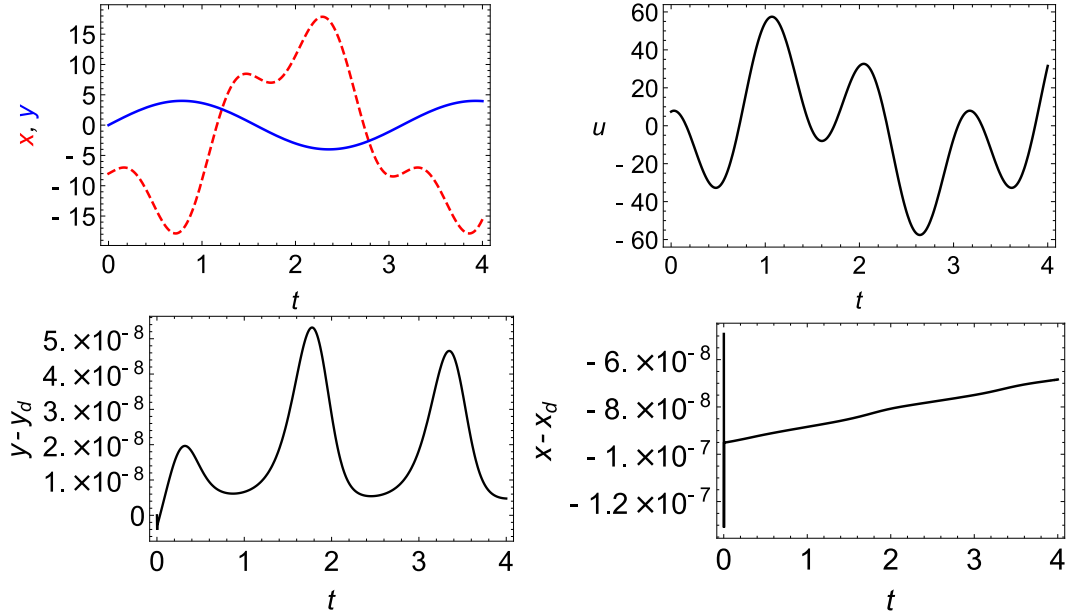 15
10
5
0
- 5
- 10
- 15
x, y
0 1 2 3 4
t
60
40
20
0
- 20
- 40
- 60
u
0 1 2 3 4
t
5.×10⁻⁸
4.×10⁻⁸
3.×10⁻⁸
2.×10⁻⁸
1.×10⁻⁸
0
y - y_d
0 1 2 3 4
t
- 6.×10⁻⁸
- 8.×10⁻⁸
- 1.×10⁻⁷
- 1.2×10⁻⁷
x - x_d
0 1 2 3 4
t